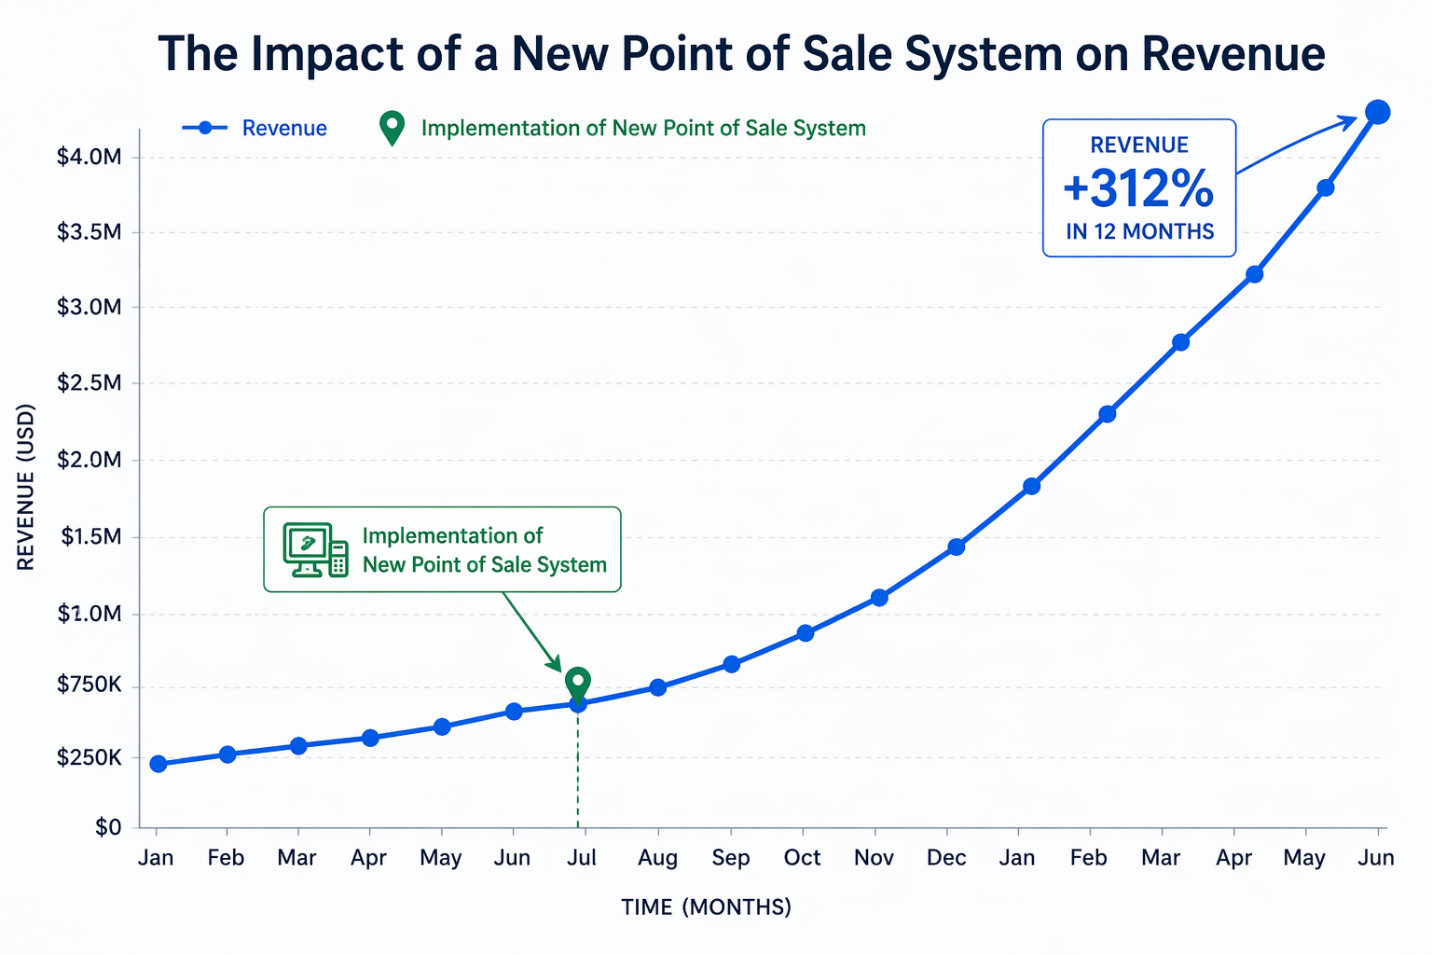 The Impact of a New Point of Sale System on Revenue
Revenue
Implementation of New Point of Sale System
REVENUE
+312%
IN 12 MONTHS
$4.0M
$3.5M
$3.0M
$2.5M
$2.0M
$1.5M
$1.0M
$750K
$250K
$0
REVENUE (USD)
Implementation of
New Point of Sale System
Jan Feb Mar Apr May Jun Jul Aug Sep Oct Nov Dec Jan Feb Mar Apr May Jun
TIME (MONTHS)